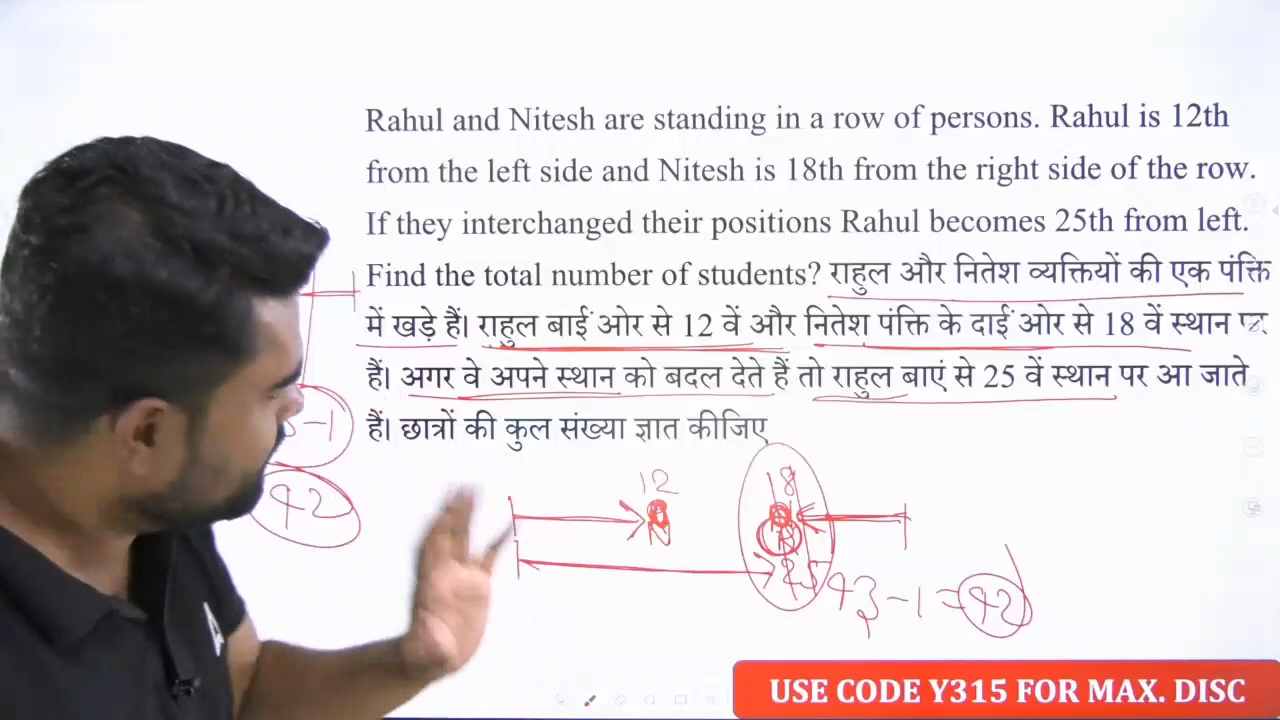 Rahul and Nitesh are standing in a row of persons. Rahul is 12th
from the left side and Nitesh is 18th from the right side of the row.
If they interchanged their positions Rahul becomes 25th from left.
Find the total number of students? राहुल और नितेश व्यक्तियों की एक पंक्ति
में खड़े हैं। राहुल बाईं ओर से 12 वें और नितेश पंक्ति के दाईं ओर से 18 वें स्थान पर
हैं। अगर वे अपने स्थान को बदल देते हैं तो राहुल बाएं से 25 वें स्थान पर आ जाते
हैं। छात्रों की कुल संख्या ज्ञात कीजिए
-1
42
12
18
N
25
43-1=42
USE CODE Y315 FOR MAX. DISC